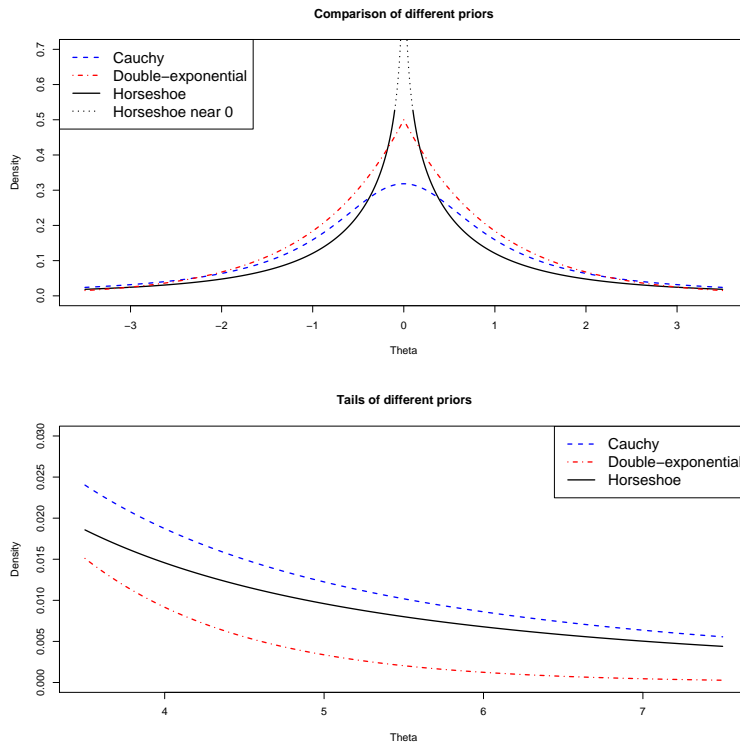 Comparison of different priors
Cauchy
Double−exponential
Horseshoe
Horseshoe near 0
Density
0.0
0.1
0.2
0.3
0.4
0.5
0.6
0.7
−3
−2
−1
0
1
2
3
Theta
Tails of different priors
Cauchy
Double−exponential
Horseshoe
Density
0.000
0.005
0.010
0.015
0.020
0.025
0.030
4
5
6
7
Theta